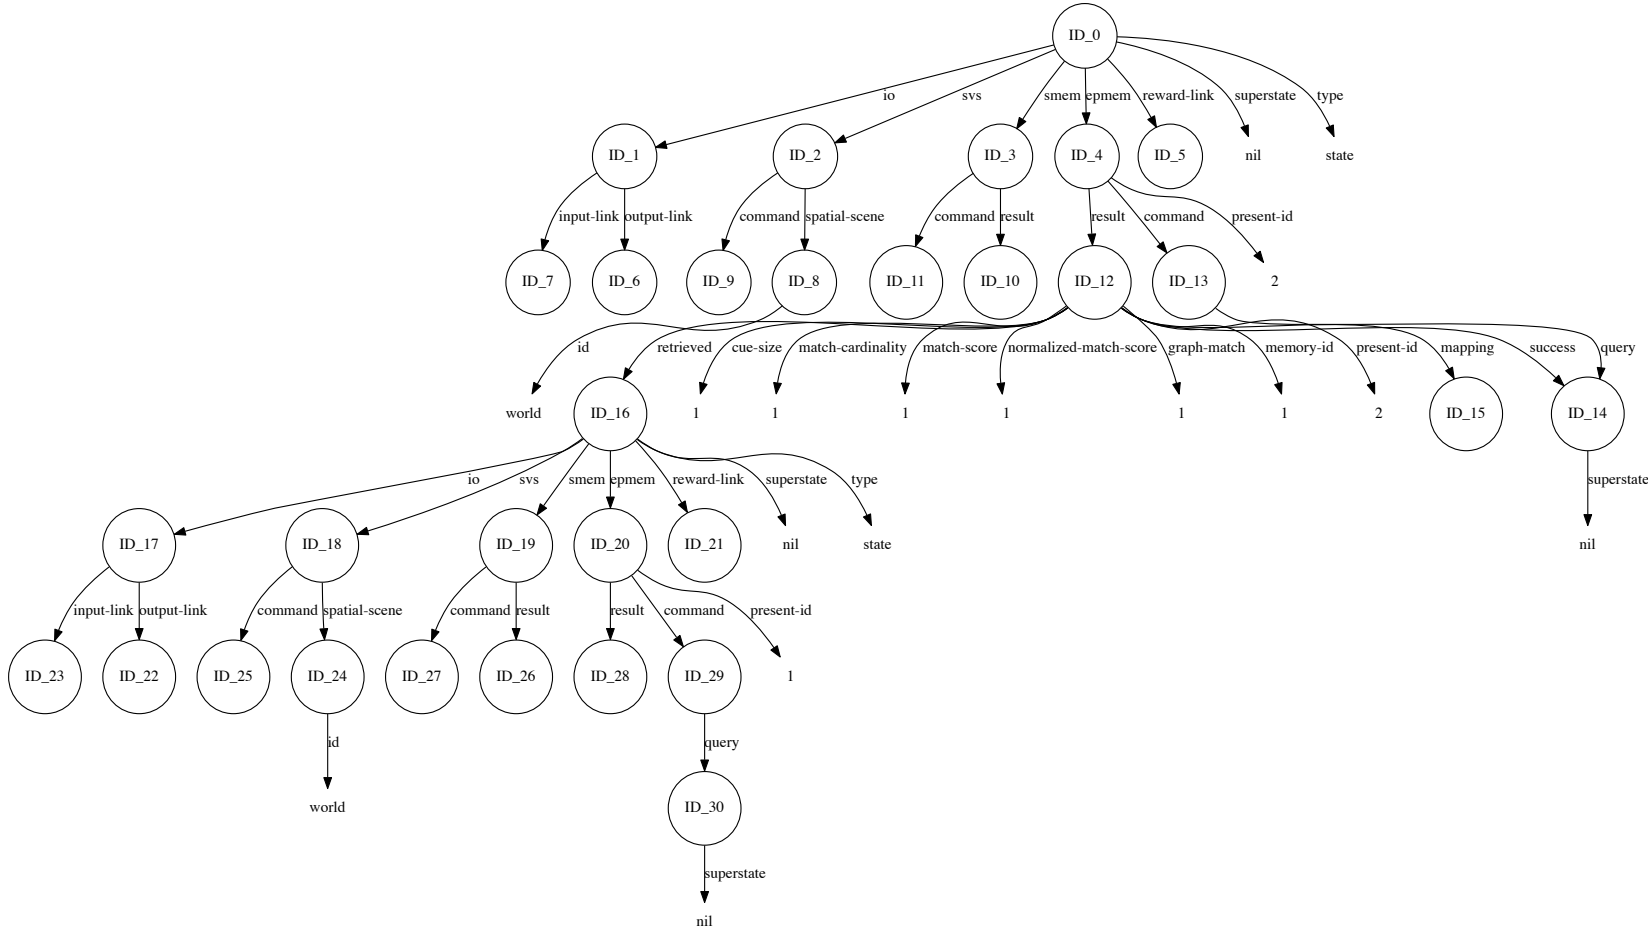 ID_0
io svs smem epmem reward-link superstate type
ID_1 ID_2 ID_3 ID_4 ID_5 nil state
input-link output-link command spatial-scene command result result command present-id
ID_7 ID_6 ID_9 ID_8 ID_11 ID_10 ID_12 ID_13 2
id retrieved cue-size match-cardinality match-score normalized-match-score graph-match memory-id present-id mapping success query
world ID_16 1 1 1 1 1 1 2 ID_15 ID_14
io svs smem epmem reward-link superstate type superstate
ID_17 ID_18 ID_19 ID_20 ID_21 nil state nil
input-link output-link command spatial-scene command result result command present-id
ID_23 ID_22 ID_25 ID_24 ID_27 ID_26 ID_28 ID_29 1
id query
world ID_30
superstate
nil